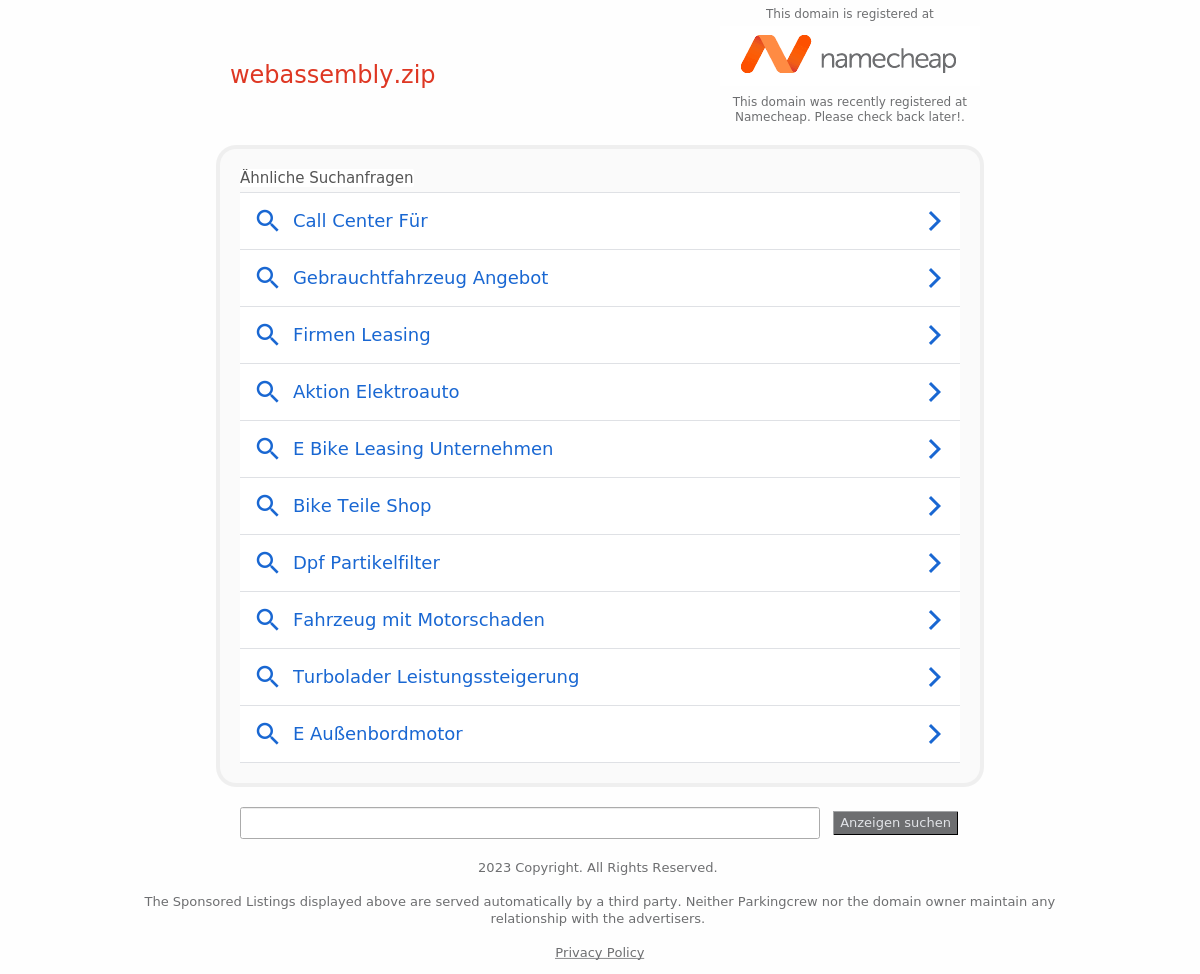 This domain is registered at
namecheap
webassembly.zip
This domain was recently registered at
Namecheap. Please check back later!.
Ähnliche Suchanfragen
Call Center Für
Gebrauchtfahrzeug Angebot
Firmen Leasing
Aktion Elektroauto
E Bike Leasing Unternehmen
Bike Teile Shop
Dpf Partikelfilter
Fahrzeug mit Motorschaden
Turbolader Leistungssteigerung
E Außenbordmotor
Anzeigen suchen
2023 Copyright. All Rights Reserved.
The Sponsored Listings displayed above are served automatically by a third party. Neither Parkingcrew nor the domain owner maintain any
relationship with the advertisers.
Privacy Policy